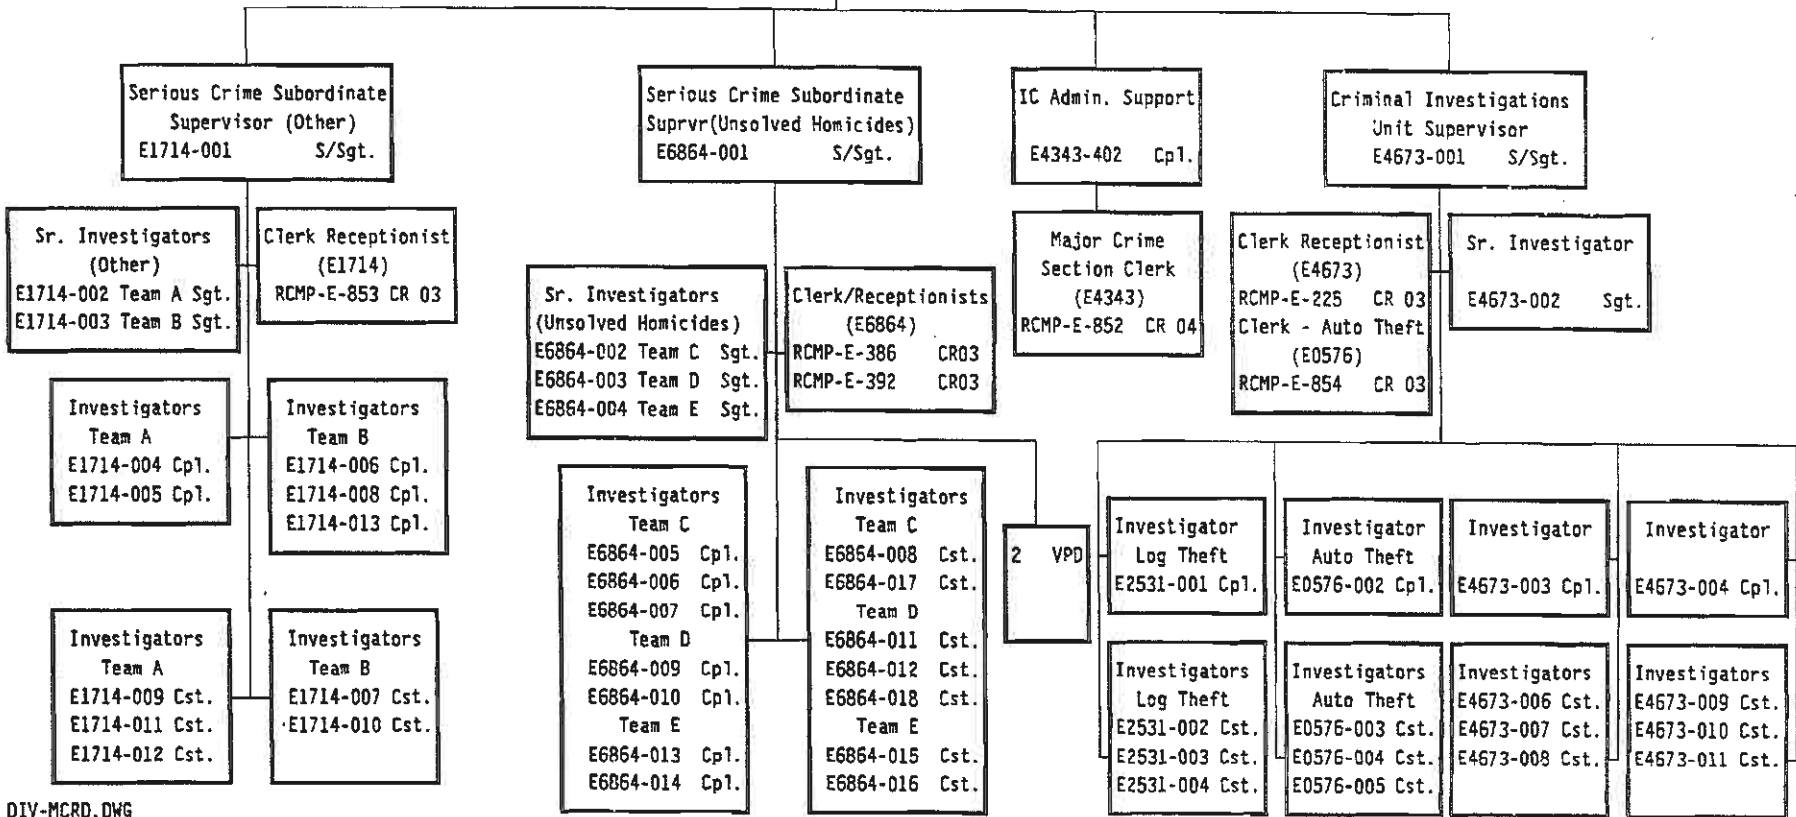 Serious Crime Subordinate
Supervisor (Other)
E1714-001 S/Sgt.
Serious Crime Subordinate
Suprvr(Unsolved Homicides)
E6864-001 S/Sgt.
IC Admin. Support
E4343-402 Cpl.
Criminal Investigations
Unit Supervisor
E4673-001 S/Sgt.
Sr. Investigators
(Other)
E1714-002 Team A Sgt.
E1714-003 Team B Sgt.
Clerk Receptionist
(E1714)
RCMP-E-853 CR 03
Sr. Investigators
(Unsolved Homicides)
E6864-002 Team C Sgt.
E6864-003 Team D Sgt.
E6864-004 Team E Sgt.
Clerk/Receptionists
(E6864)
RCMP-E-386 CR03
RCMP-E-392 CR03
Major Crime
Section Clerk
(E4343)
RCMP-E-852 CR 04
Clerk Receptionist
(E4673)
RCMP-E-225 CR 03
Clerk - Auto Theft
(E0576)
RCMP-E-854 CR 03
Sr. Investigator
E4673-002 Sgt.
Investigators
Team A
E1714-004 Cpl.
E1714-005 Cpl.
Investigators
Team B
E1714-006 Cpl.
E1714-008 Cpl.
E1714-013 Cpl.
Investigators
Team C
E6864-005 Cpl.
E6864-006 Cpl.
E6864-007 Cpl.
Team D
E6864-009 Cpl.
E6864-010 Cpl.
Team E
E6864-013 Cpl.
E6864-014 Cpl.
Investigators
Team C
E6864-008 Cst.
E6864-017 Cst.
Team D
E6864-011 Cst.
E6864-012 Cst.
E6864-018 Cst.
Team E
E6864-015 Cst.
E6864-016 Cst.
2 VPD
Investigator
Log Theft
E2531-001 Cpl.
Investigator
Auto Theft
E0576-002 Cpl.
Investigator
E4673-003 Cpl.
Investigator
E4673-004 Cpl.
Investigators
Team A
E1714-009 Cst.
E1714-011 Cst.
E1714-012 Cst.
Investigators
Team B
E1714-007 Cst.
E1714-010 Cst.
Investigators
Log Theft
E2531-002 Cst.
E2531-003 Cst.
E2531-004 Cst.
Investigators
Auto Theft
E0576-003 Cst.
E0576-004 Cst.
E0576-005 Cst.
Investigators
E4673-006 Cst.
E4673-007 Cst.
E4673-008 Cst.
Investigators
E4673-009 Cst.
E4673-010 Cst.
E4673-011 Cst.
DIV-MCRD.DWG